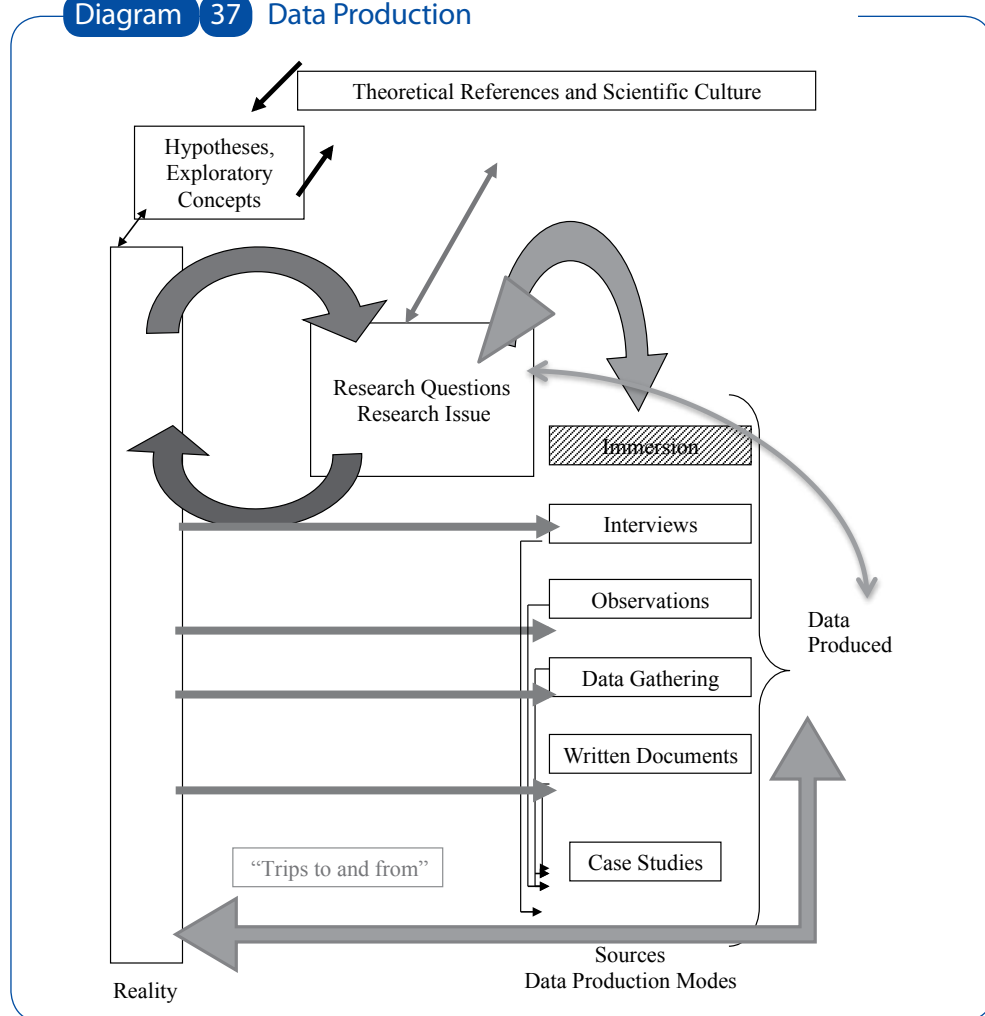 Diagram 37 Data Production
Theoretical References and Scientific Culture
Hypotheses,
Exploratory
Concepts
Research Questions
Research Issue
Immersion
Interviews
Observations
Data
Produced
Data Gathering
Written Documents
“Trips to and from”
Case Studies
Sources
Data Production Modes
Reality